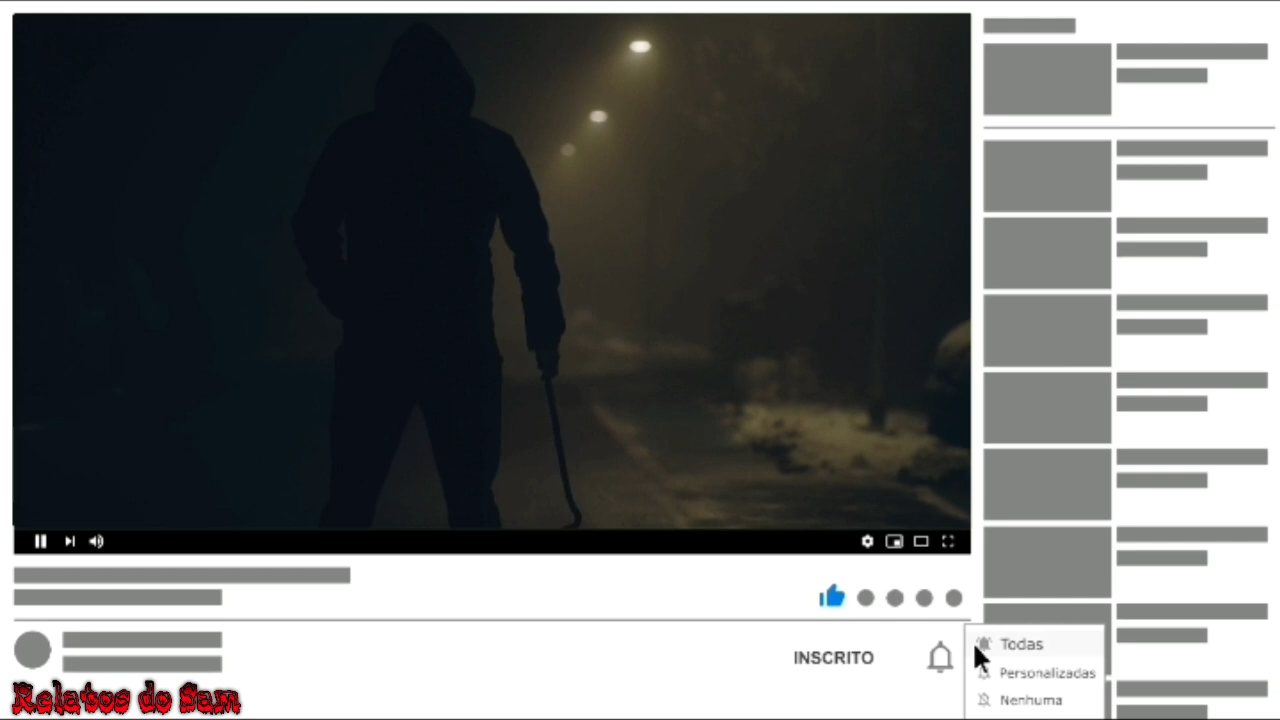 INSCRITO
Todas
Personalizadas
Nenhuma
Relatos do Sam